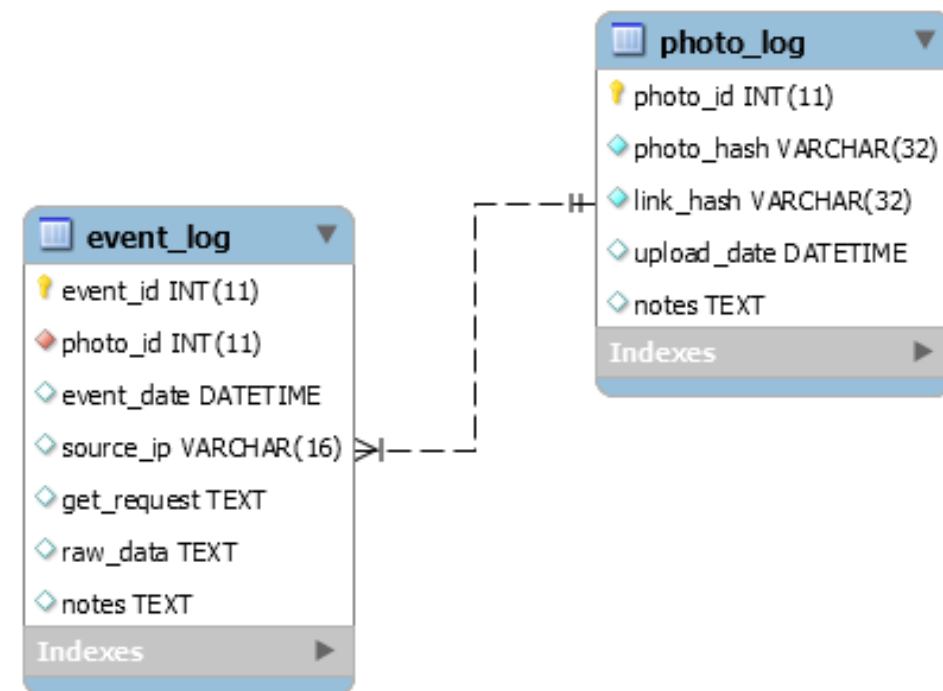 photo_log
photo_id INT(11)
photo_hash VARCHAR(32)
link_hash VARCHAR(32)
upload_date DATETIME
notes TEXT
Indexes
event_log
event_id INT(11)
photo_id INT(11)
event_date DATETIME
source_ip VARCHAR(16)
get_request TEXT
raw_data TEXT
notes TEXT
Indexes